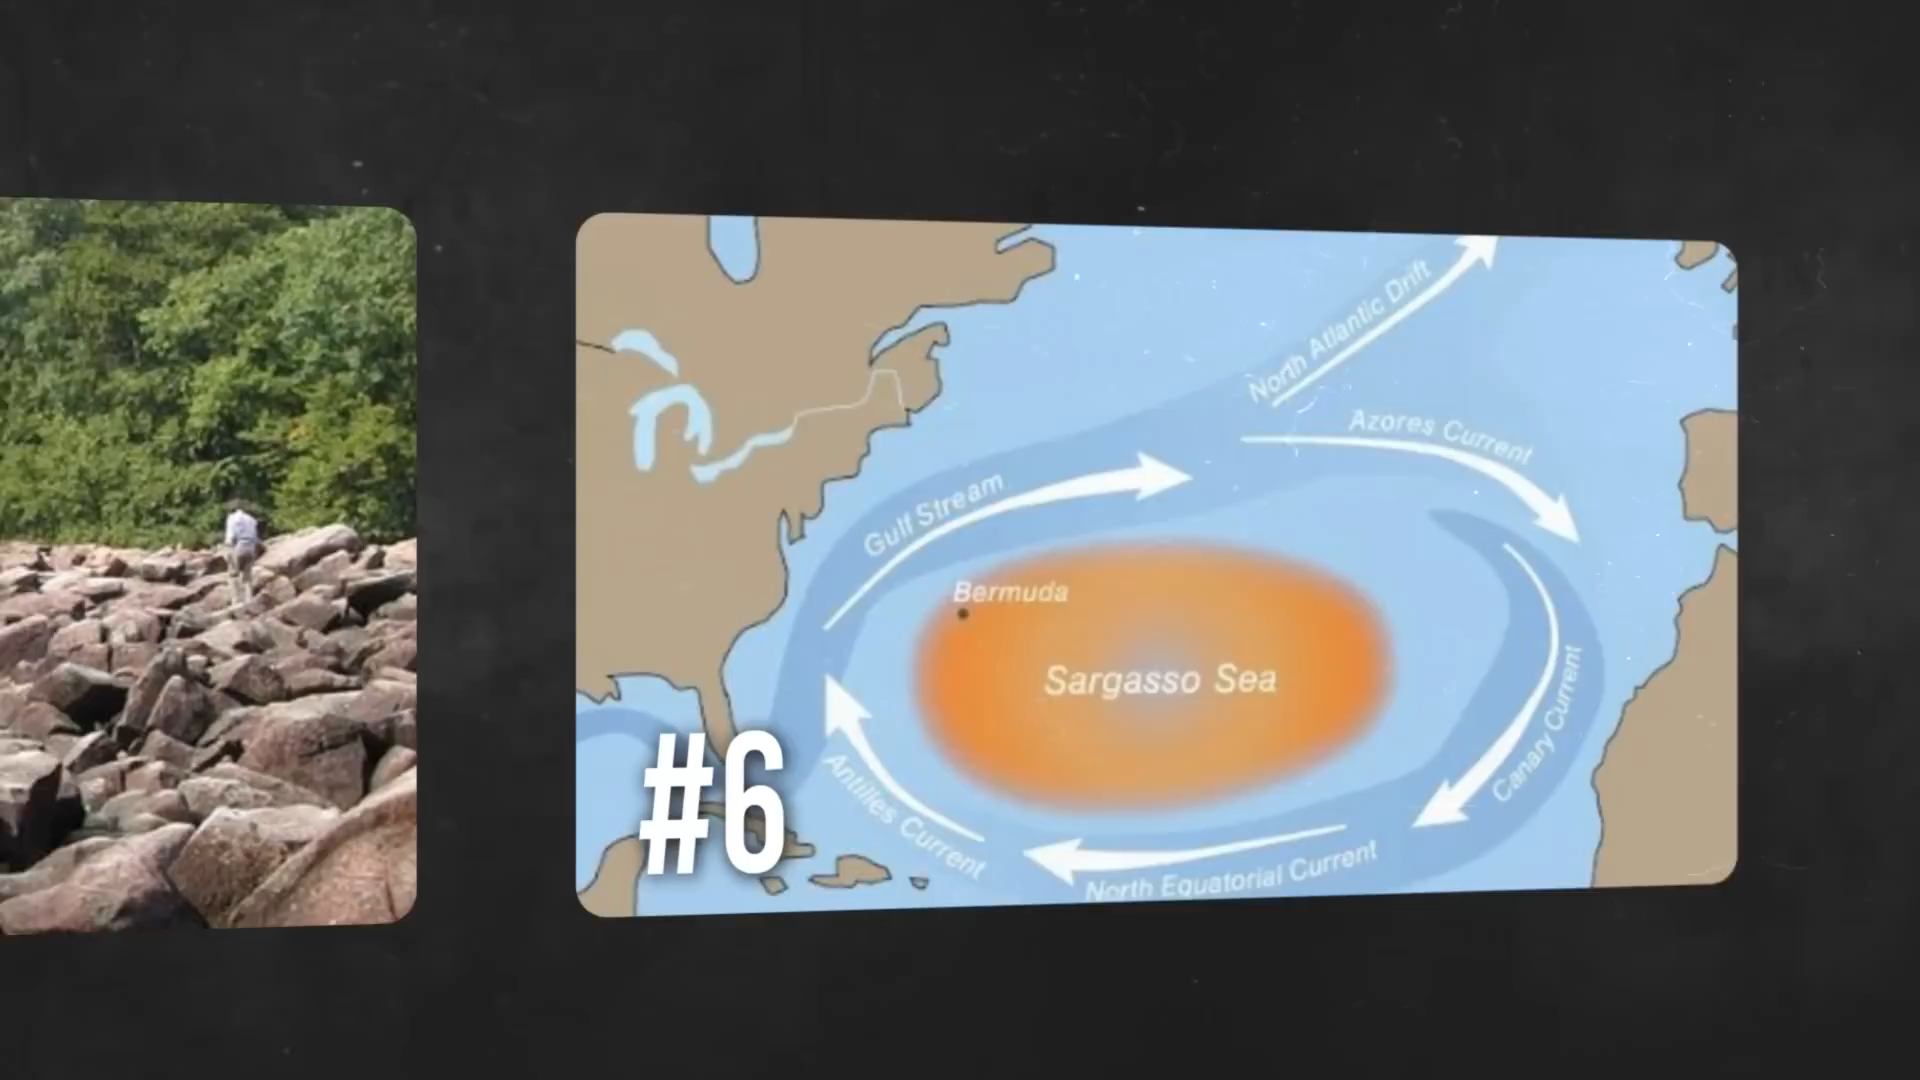 North Atlantic Drift
Azores Current
Gulf Stream
Bermuda
Sargasso Sea
Canary Current
#6
Antilles Current
North Equatorial Current